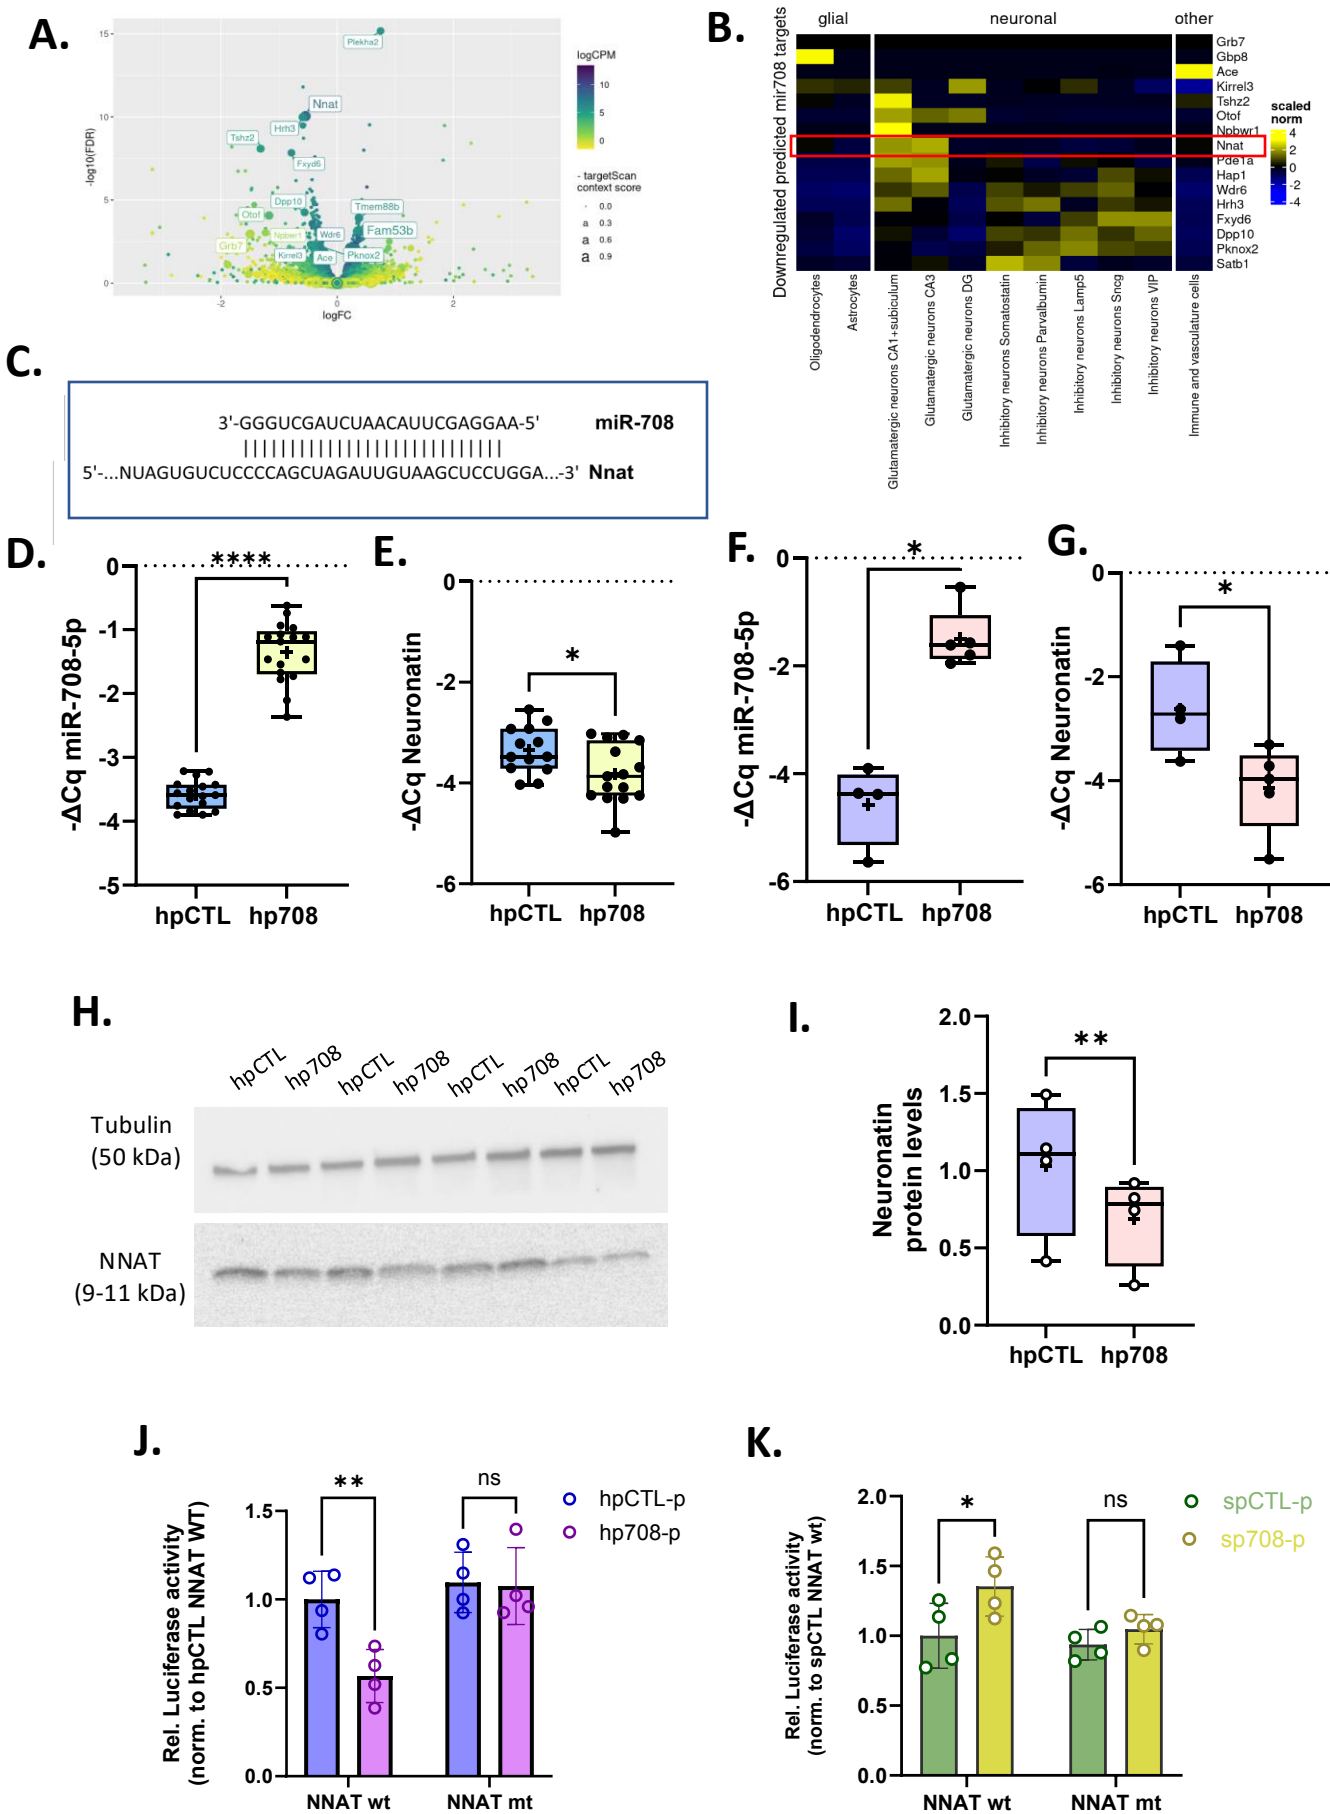 A.
15
10
5
0
-log10(FDR)
-2
0
2
logFC
Plekha2
Nnat
Hrh3
Tshz2
Fxyd6
Dpp10
Otof
Tmem88b
Npbwr1
Wdr6
Fam53b
Grb7
Kirrel3
Ace
Pknox2
logCPM
10
5
0
- targetScan
context score
0.0
a 0.3
a 0.6
a 0.9
B.
glial
neuronal
other
Downregulated predicted mir708 targets
Grb7
Gbp8
Ace
Kirrel3
Tshz2
Otof
Npbwr1
Nnat
Pde1a
Hap1
Wdr6
Hrh3
Fxyd6
Dpp10
Pknox2
Satb1
scaled
norm
4
2
0
-2
-4
Oligodendrocytes
Astrocytes
Glutamatergic neurons CA1+subiculum
Glutamatergic neurons CA3
Glutamatergic neurons DG
Inhibitory neurons Somatostatin
Inhibitory neurons Parvalbumin
Inhibitory neurons Lamp5
Inhibitory neurons Sncg
Inhibitory neurons VIP
Immune and vasculature cells
C.
3'-GGGUCGAUCUAACAUUCGAGGAA-5' miR-708
5'-...NUAGUGUCUCCCCAGCUAGAUUGUAAGCUCCUGGA...-3' Nnat
D.
0
-1
-2
-3
-4
-5
-ΔCq miR-708-5p
****
hpCTL hp708
E.
0
-2
-4
-6
-ΔCq Neuronatin
*
hpCTL hp708
F.
0
-2
-4
-6
-ΔCq miR-708-5p
*
hpCTL hp708
G.
0
-2
-4
-6
-ΔCq Neuronatin
*
hpCTL hp708
H.
hpCTL hp708 hpCTL hp708 hpCTL hp708 hpCTL hp708
Tubulin
(50 kDa)
NNAT
(9-11 kDa)
I.
2.0
1.5
1.0
0.5
0.0
Neuronatin
protein levels
**
hpCTL hp708
J.
1.5
1.0
0.5
0.0
Rel. Luciferase activity
(norm. to hpCTL NNAT WT)
**
ns
hpCTL-p
hp708-p
NNAT wt NNAT mt
K.
2.0
1.5
1.0
0.5
0.0
Rel. Luciferase activity
(norm. to spCTL NNAT wt)
*
ns
spCTL-p
sp708-p
NNAT wt NNAT mt